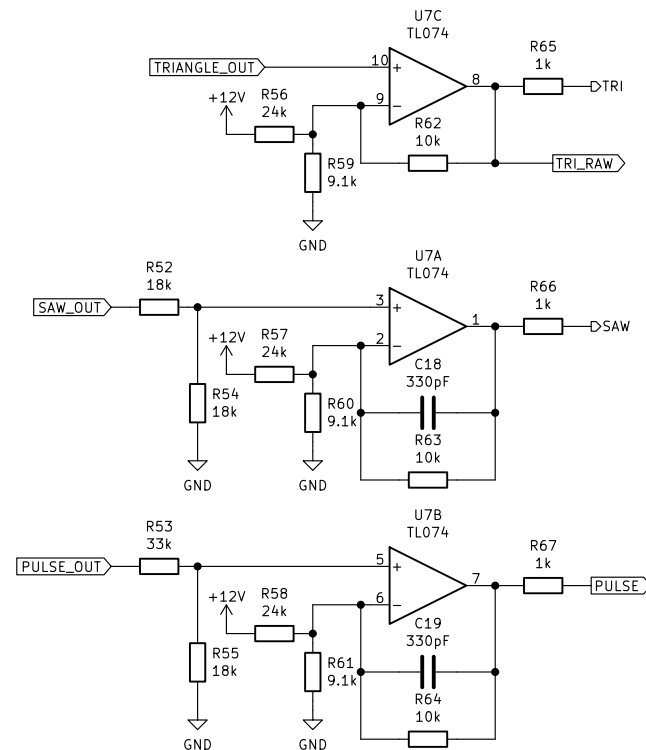 U7C
TL074
R65
1k
TRIANGLE_OUT
10
+
8
TRI
+12V
R56
24k
9
−
R62
10k
R59
9.1k
TRI_RAW
GND
U7A
TL074
R52
18k
R66
1k
SAW_OUT
3
+
1
SAW
+12V
R57
24k
2
−
C18
330pF
R54
18k
R60
9.1k
R63
10k
GND
GND
U7B
TL074
R53
33k
R67
1k
PULSE_OUT
5
+
7
PULSE
+12V
R58
24k
6
−
C19
330pF
R55
18k
R61
9.1k
R64
10k
GND
GND